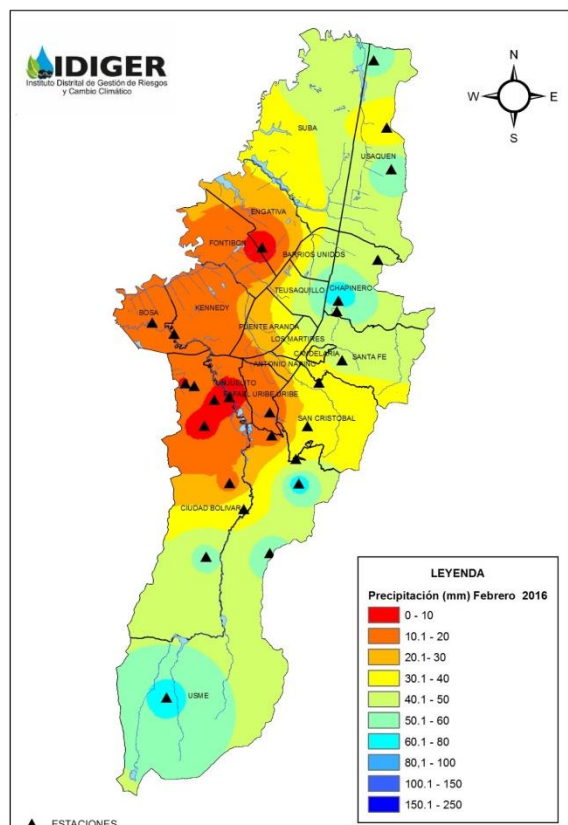 IDIGER
Instituto Distrital de Gestión de Riesgos
y Cambio Climático
N
W
E
S
SUBA
USAQUEN
ENGATIVA
FONTIBON
BARRIOS UNIDOS
TEUSAQUILLO
CHAPINERO
KENNEDY
BOSA
PUENTE ARANDA
LOS MARTIRES
CANDELARIA
SANTA FE
ANTONIO NARIÑO
TUNJUELITO
RAFAEL URIBE URIBE
SAN CRISTOBAL
CIUDAD BOLIVAR
USME
LEYENDA
Precipitación (mm) Febrero 2016
0 - 10
10.1 - 20
20.1 - 30
30.1 - 40
40.1 - 50
50.1 - 60
60.1 - 80
80.1 - 100
100.1 - 150
150.1 - 250
ESTACIONES